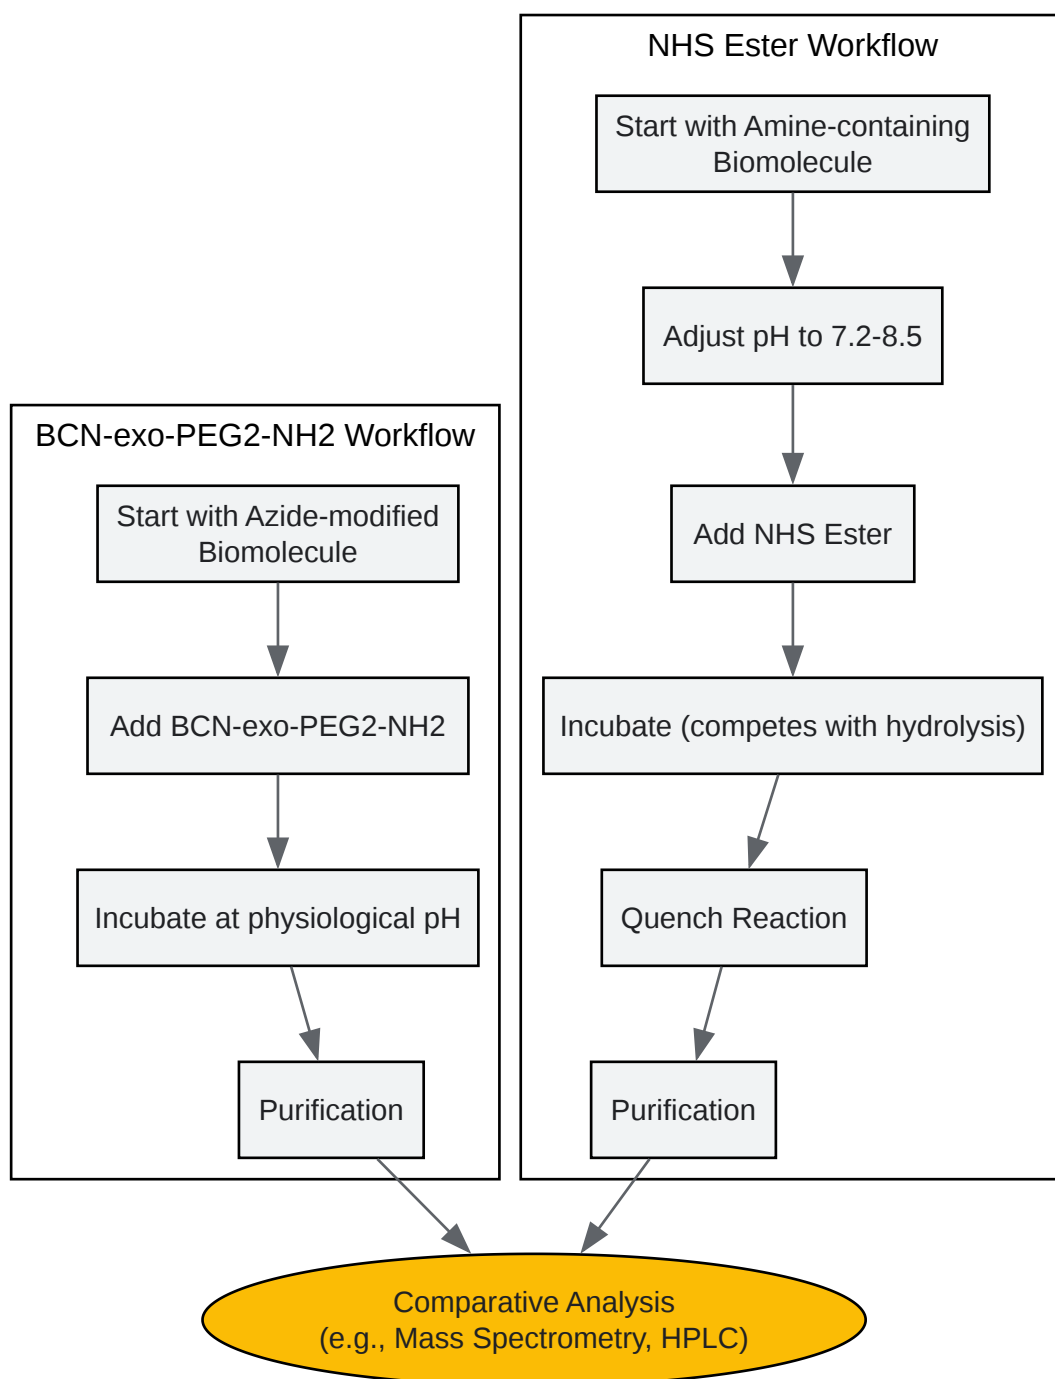 NHS Ester Workflow
Start with Amine-containing
Biomolecule
Adjust pH to 7.2-8.5
Add NHS Ester
Incubate (competes with hydrolysis)
Quench Reaction
Purification
BCN-exo-PEG2-NH2 Workflow
Start with Azide-modified
Biomolecule
Add BCN-exo-PEG2-NH2
Incubate at physiological pH
Purification
Comparative Analysis
(e.g., Mass Spectrometry, HPLC)